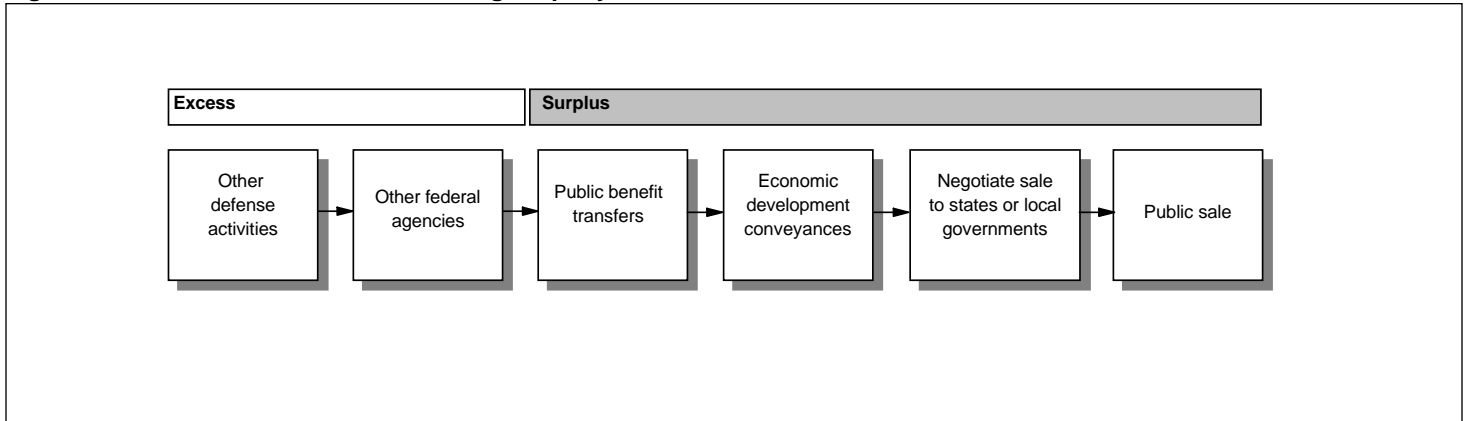 Excess
Surplus
Other
defense
activities
Other federal
agencies
Public benefit
transfers
Economic
development
conveyances
Negotiate sale
to states or local
governments
Public sale